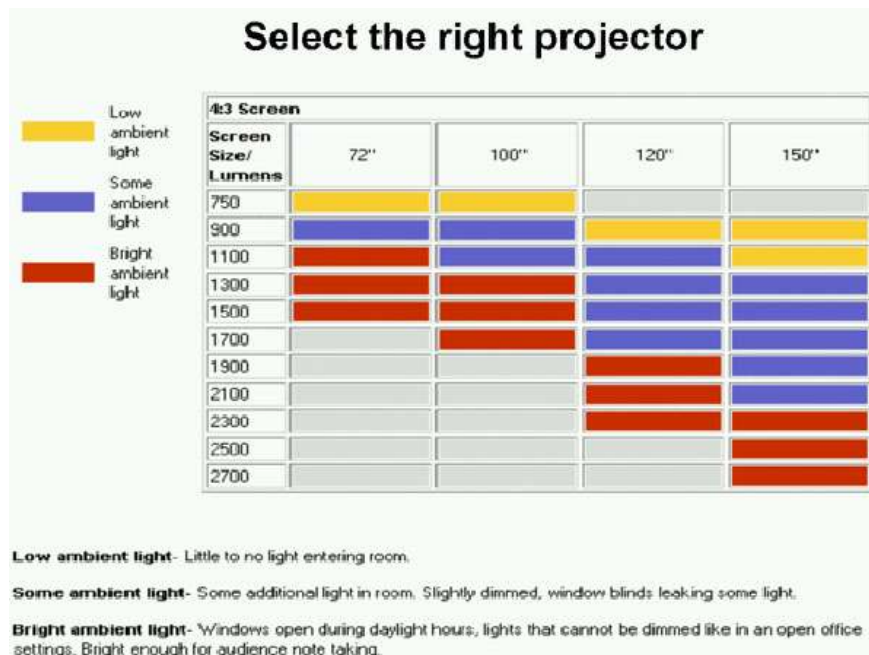 Select the right projector
Low
ambient
light
Some
ambient
light
Bright
ambient
light
4:3 Screen
Screen
Size/
Lumens
72"
100"
120"
150"
750
900
1100
1300
1500
1700
1900
2100
2300
2500
2700
Low ambient light- Little to no light entering room.
Some ambient light- Some additional light in room. Slightly dimmed, window blinds leaking some light.
Bright ambient light- Windows open during daylight hours, lights that cannot be dimmed like in an open office
settings. Bright enough for audience note taking.